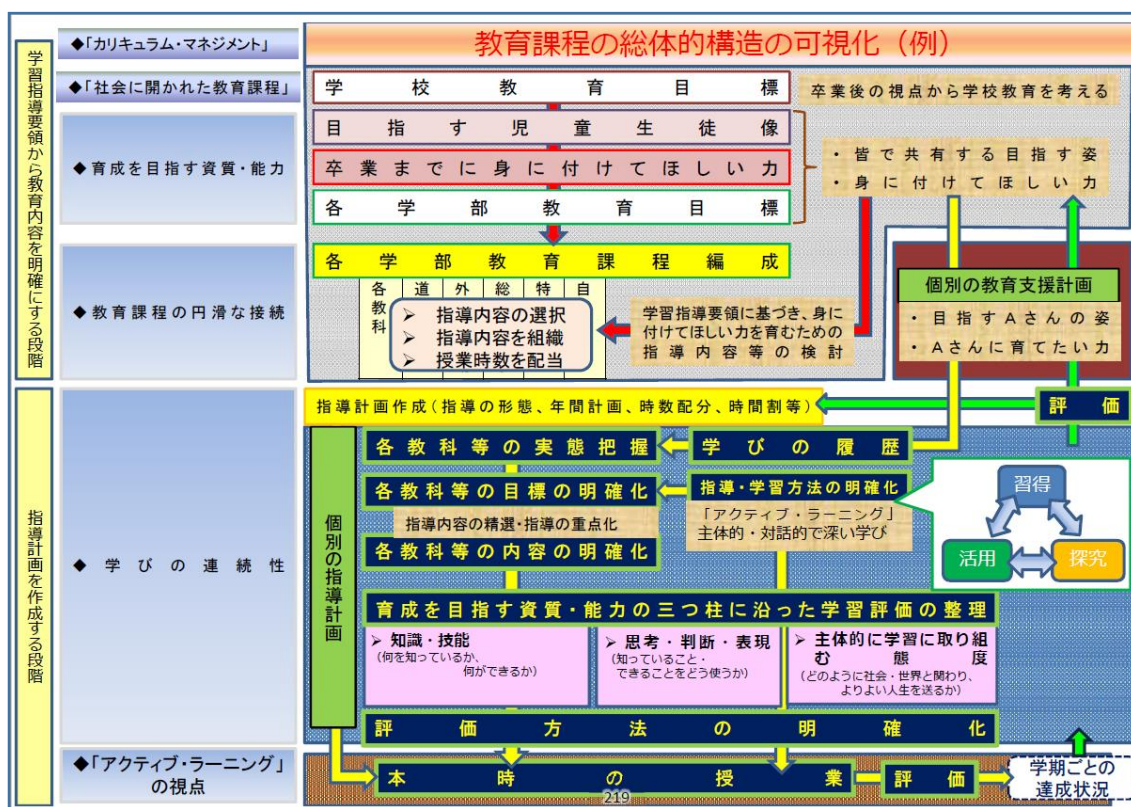 教育課程の総体的構造の可視化（例）
学習指導要領から教育内容を明確にする段階
◆「カリキュラム・マネジメント」
◆「社会に開かれた教育課程」
◆育成を目指す資質・能力
◆教育課程の円滑な接続
学校教育目標
目指す児童生徒像
卒業までに身に付けてほしい力
各学部教育目標
卒業後の視点から学校教育を考える
・皆で共有する目指す姿
・身に付けてほしい力
各学部教育課程編成
各教科
道
外
総
特
自
➢ 指導内容の選択
➢ 指導内容を組織
➢ 授業時数を配当
学習指導要領に基づき、身に
付けてほしい力を育むための
指導内容等の検討
個別の教育支援計画
・目指すAさんの姿
・Aさんに育てたい力
指導計画を作成する段階
◆学びの連続性
◆「アクティブ・ラーニング」
の視点
指導計画作成(指導の形態、年間計画、時数配分、時間割等)
評価
個別の指導計画
各教科等の実態把握
学びの履歴
各教科等の目標の明確化
指導・学習方法の明確化
指導内容の精選・指導の重点化
「アクティブ・ラーニング」
主体的・対話的で深い学び
各教科等の内容の明確化
習得
活用
探究
育成を目指す資質・能力の三つ柱に沿った学習評価の整理
➢ 知識・技能
(何を知っているか、
何ができるか)
➢ 思考・判断・表現
(知っていること・
できることをどう使うか)
➢ 主体的に学習に取り組
む態度
(どのように社会・世界と関わり、
よりよい人生を送るか)
評価方法の明確化
本時の授業
評価
学期ごとの
達成状況
219